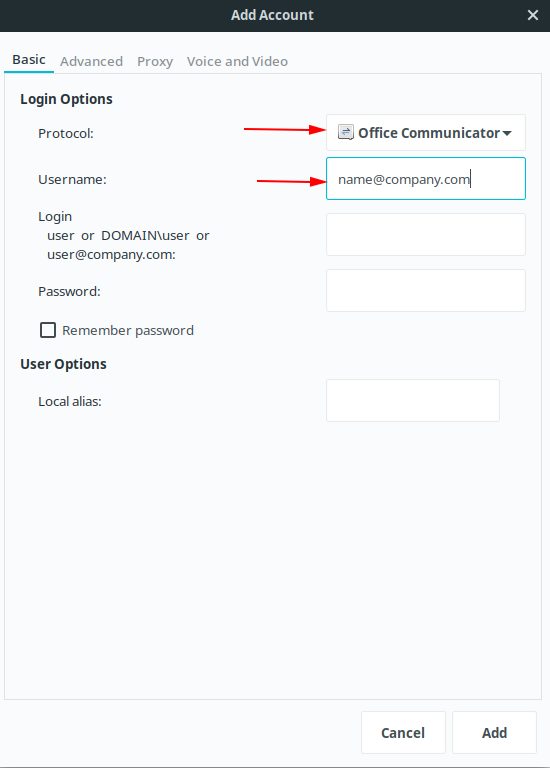 Add Account
Basic Advanced Proxy Voice and Video
Login Options
Protocol: Office Communicator
Username: name@company.com
Login
user or DOMAIN\user or
user@company.com:
Password:
Remember password
User Options
Local alias:
Cancel Add